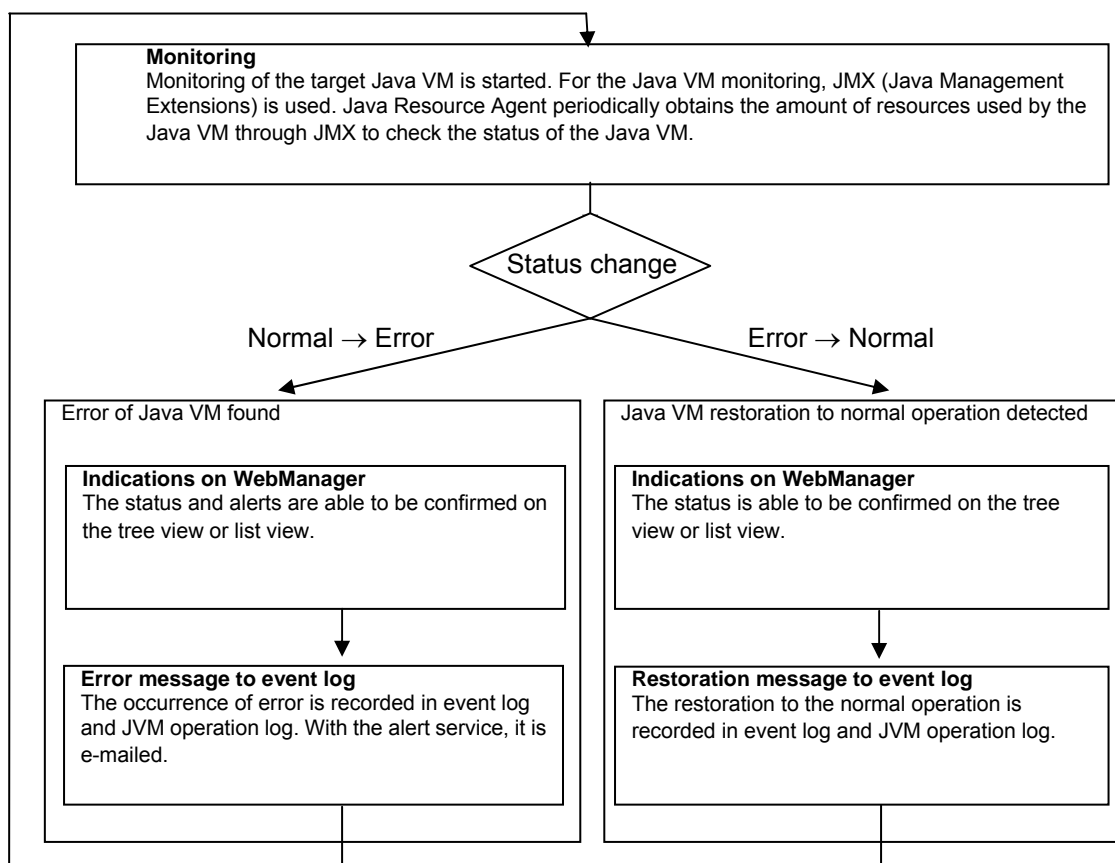 Monitoring
Monitoring of the target Java VM is started. For the Java VM monitoring, JMX (Java Management
Extensions) is used. Java Resource Agent periodically obtains the amount of resources used by the
Java VM through JMX to check the status of the Java VM.
Status change
Normal → Error
Error → Normal
Error of Java VM found
Indications on WebManager
The status and alerts are able to be confirmed on
the tree view or list view.
Error message to event log
The occurrence of error is recorded in event log
and JVM operation log. With the alert service, it is
e-mailed.
Java VM restoration to normal operation detected
Indications on WebManager
The status is able to be confirmed on the tree
view or list view.
Restoration message to event log
The restoration to the normal operation is
recorded in event log and JVM operation log.